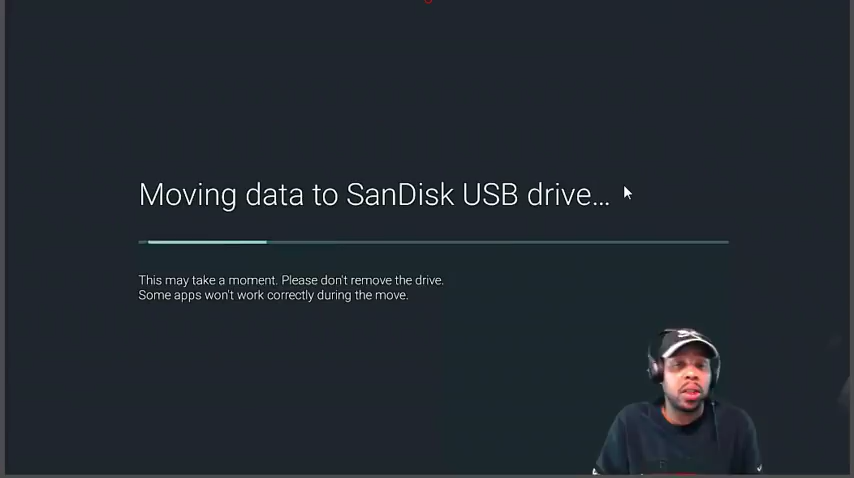 Moving data to SanDisk USB drive...
This may take a moment. Please don't remove the drive.
Some apps won't work correctly during the move.